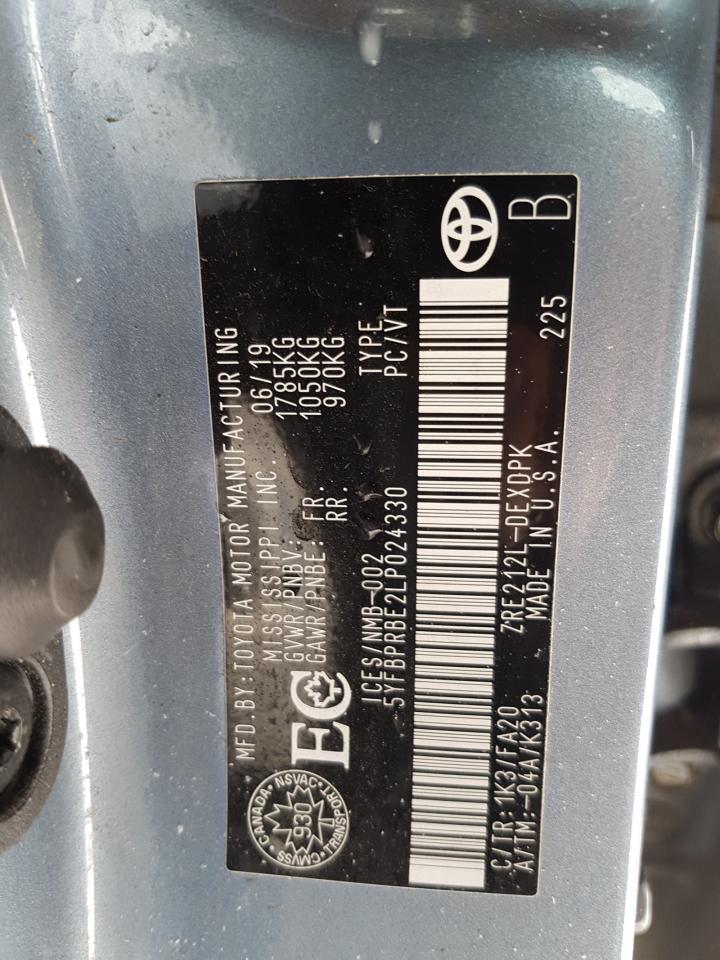 MFD.BY:TOYOTA MOTOR MANUFACTURING
MISSISSIPPI INC. 06/19
GVWR/PNBV: 1785KG
GAWR/PNBE: FR. 1050KG
RR. 970KG
CANADA • NSVAC • TRANSPORT • CMVSS
930
EC
ICES/NMB-002 TYPE
5YFBPRBE2LP024330 PC/VT
C/TR: 1K3/FA20 ZRE212L-DEXDPK B
A/TM:-04A/K313 MADE IN U.S.A. 225